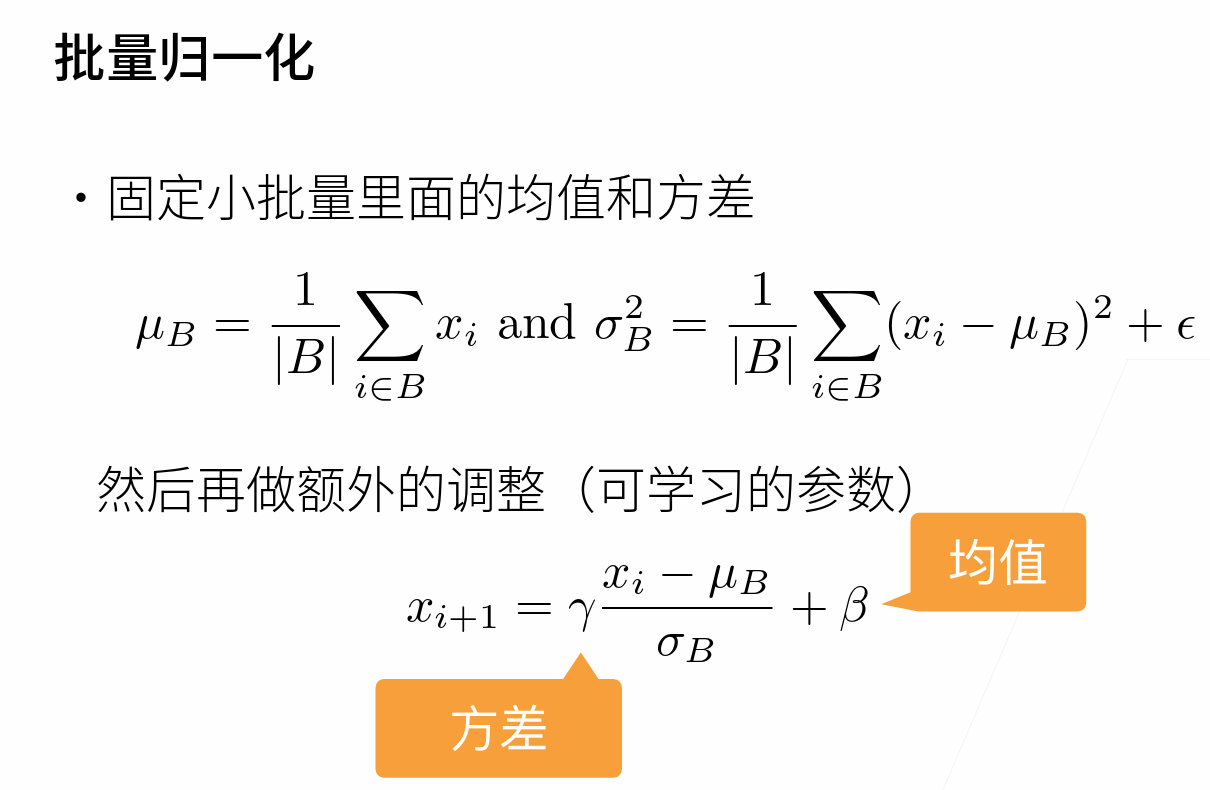 批量归一化
• 固定小批量里面的均值和方差
$\mu_B = \frac{1}{|B|} \sum_{i \in B} x_i \text{ and } \sigma_B^2 = \frac{1}{|B|} \sum_{i \in B} (x_i - \mu_B)^2 + \epsilon$
然后再做额外的调整（可学习的参数）
均值
$x_{i+1} = \gamma \frac{x_i - \mu_B}{\sigma_B} + \beta$
方差